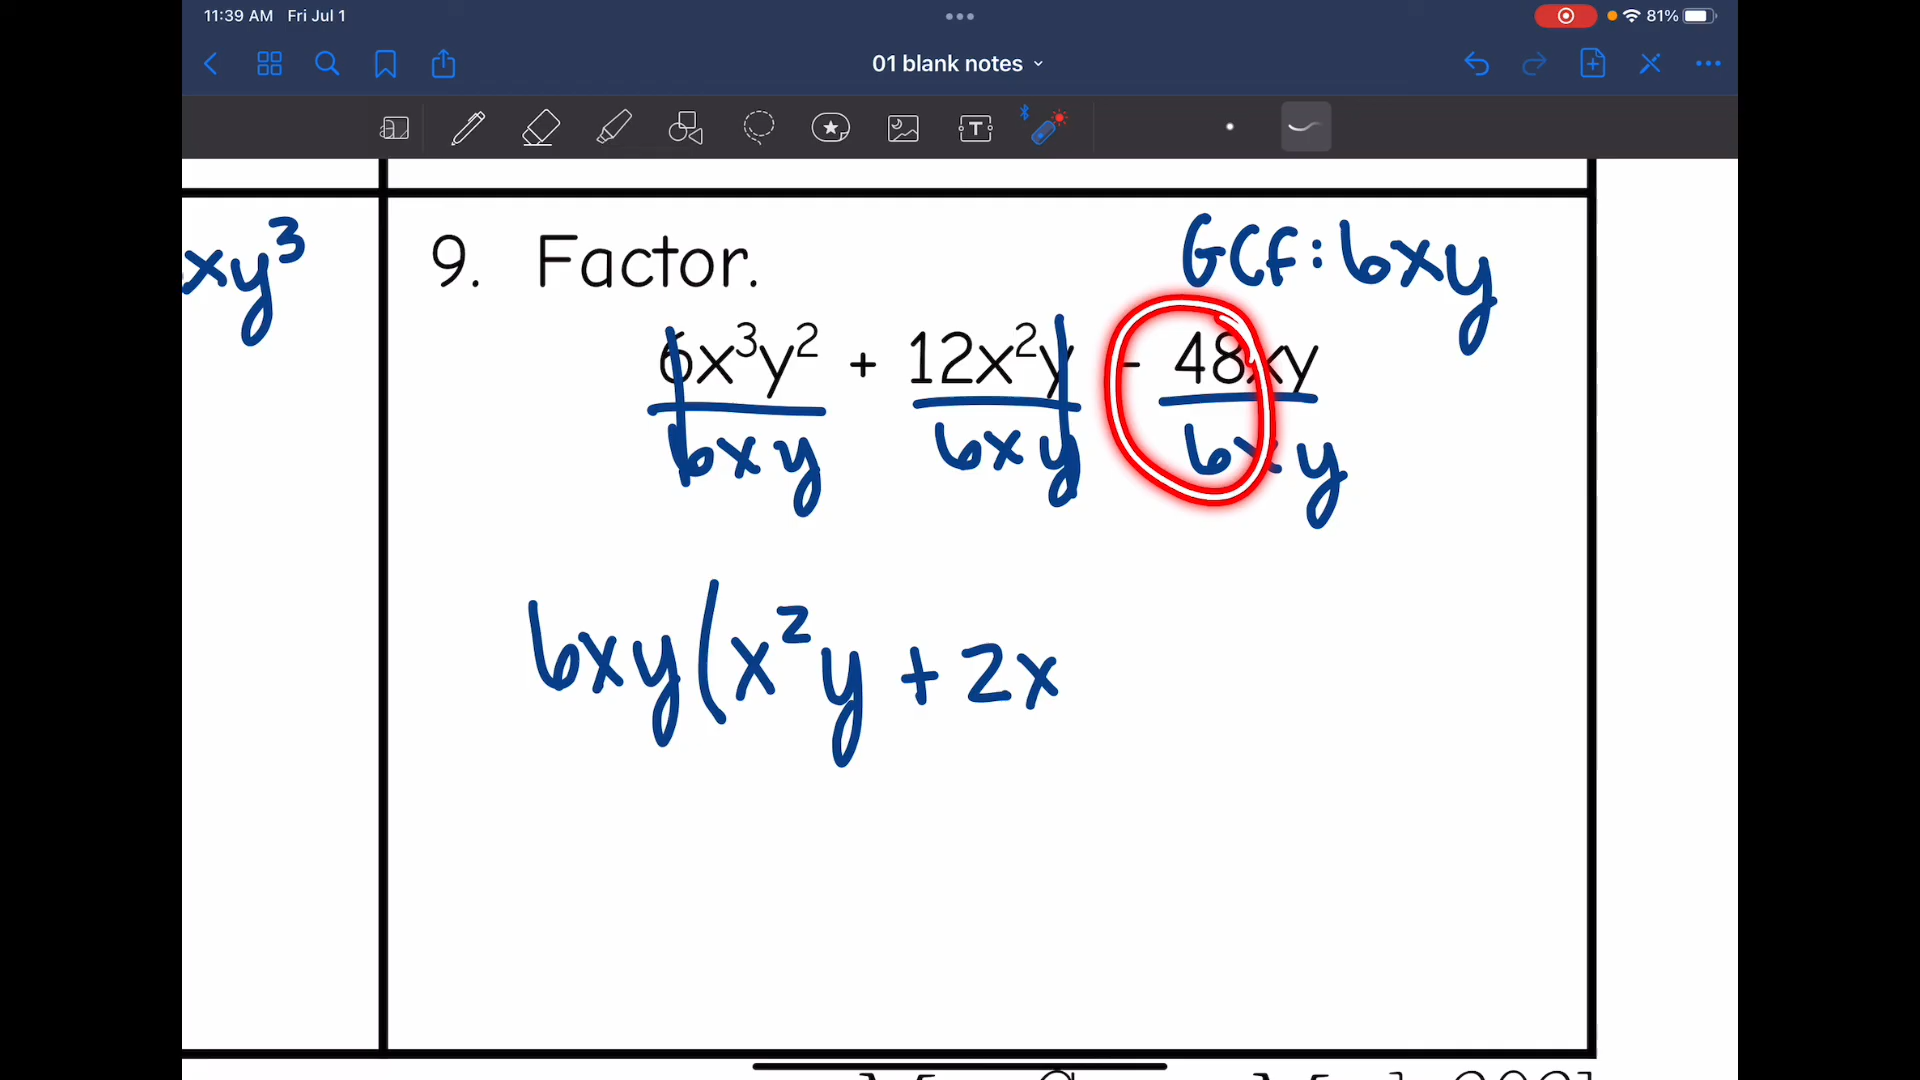 11:39 AM Fri Jul 1
81%
01 blank notes
xy³
9. Factor.
GCF: 6xy
6x³y² + 12x²y - 48xy
6xy 6xy 6xy
6xy(x²y + 2x